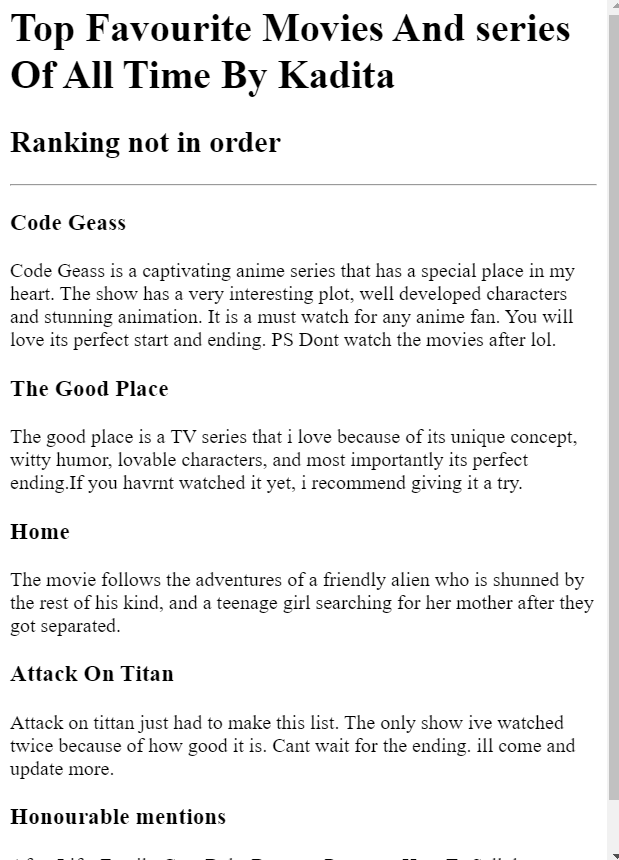 Top Favourite Movies And series
Of All Time By Kadita
Ranking not in order
Code Geass
Code Geass is a captivating anime series that has a special place in my
heart. The show has a very interesting plot, well developed characters
and stunning animation. It is a must watch for any anime fan. You will
love its perfect start and ending. PS Dont watch the movies after lol.
The Good Place
The good place is a TV series that i love because of its unique concept,
witty humor, lovable characters, and most importantly its perfect
ending.If you havrnt watched it yet, i recommend giving it a try.
Home
The movie follows the adventures of a friendly alien who is shunned by
the rest of his kind, and a teenage girl searching for her mother after they
got separated.
Attack On Titan
Attack on tittan just had to make this list. The only show ive watched
twice because of how good it is. Cant wait for the ending. ill come and
update more.
Honourable mentions